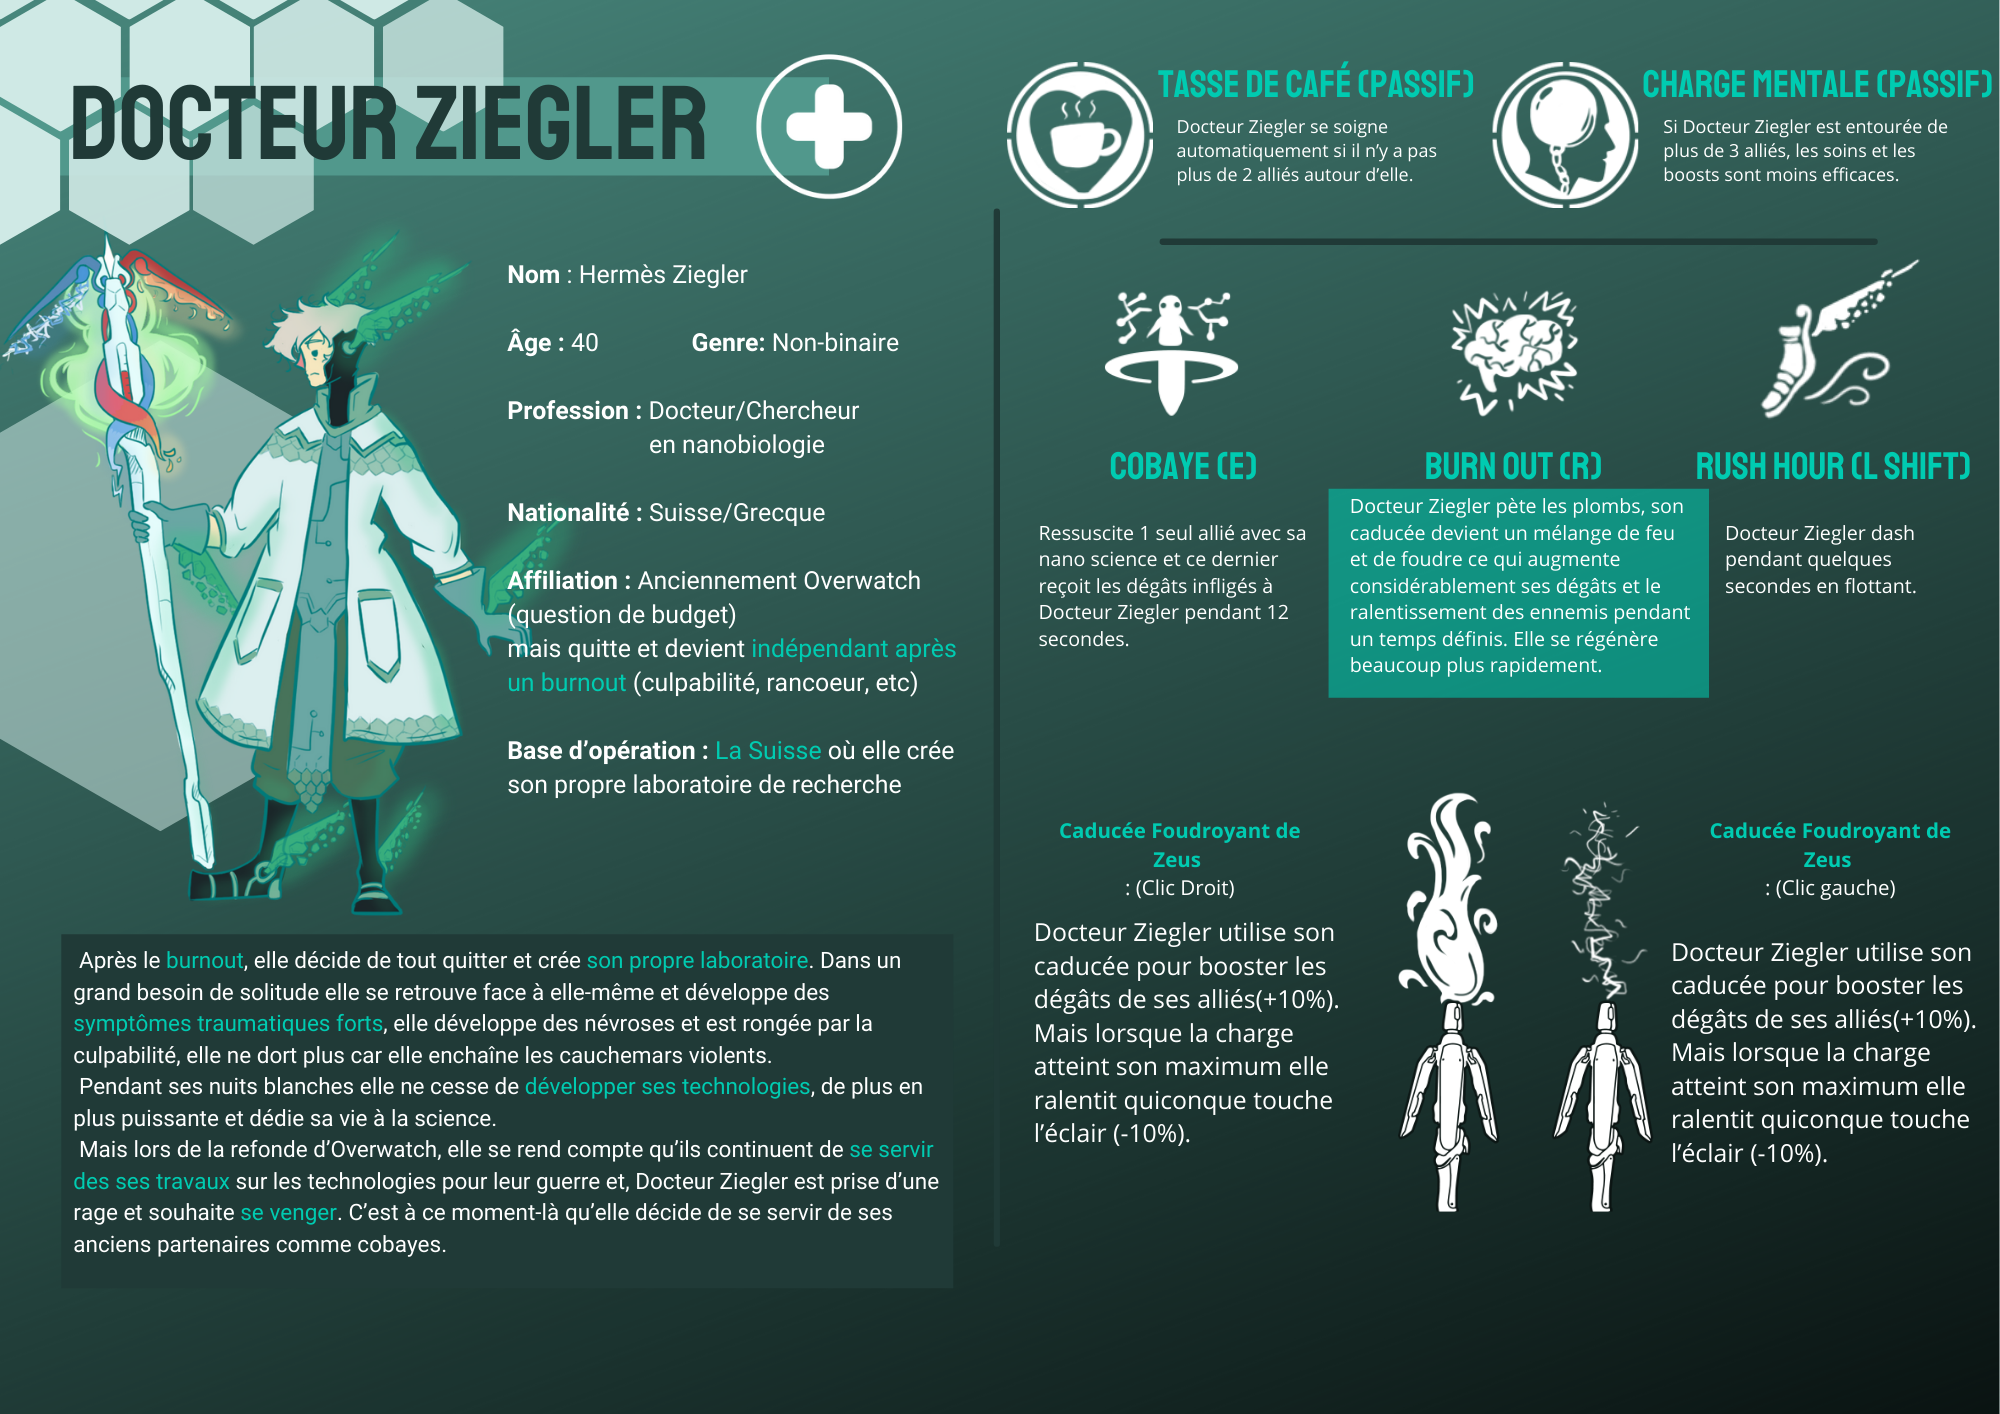 DOCTEUR ZIEGLER
Nom : Hermès Ziegler
Âge : 40 Genre: Non-binaire
Profession : Docteur/Chercheur
en nanobiologie
Nationalité : Suisse/Grecque
Affiliation : Anciennement Overwatch
(question de budget)
mais quitte et devient indépendant après
un burnout (culpabilité, rancoeur, etc)
Base d’opération : La Suisse où elle crée
son propre laboratoire de recherche
Après le burnout, elle décide de tout quitter et crée son propre laboratoire. Dans un
grand besoin de solitude elle se retrouve face à elle-même et développe des
symptômes traumatiques forts, elle développe des névroses et est rongée par la
culpabilité, elle ne dort plus car elle enchaîne les cauchemars violents.
Pendant ses nuits blanches elle ne cesse de développer ses technologies, de plus en
plus puissante et dédie sa vie à la science.
Mais lors de la refonde d’Overwatch, elle se rend compte qu’ils continuent de se servir
des ses travaux sur les technologies pour leur guerre et, Docteur Ziegler est prise d’une
rage et souhaite se venger. C’est à ce moment-là qu’elle décide de se servir de ses
anciens partenaires comme cobayes.
TASSE DE CAFÉ (PASSIF)
Docteur Ziegler se soigne
automatiquement si il n’y a pas
plus de 2 alliés autour d’elle.
CHARGE MENTALE (PASSIF)
Si Docteur Ziegler est entourée de
plus de 3 alliés, les soins et les
boosts sont moins efficaces.
COBAYE (E)
Ressuscite 1 seul allié avec sa
nano science et ce dernier
reçoit les dégâts infligés à
Docteur Ziegler pendant 12
secondes.
BURN OUT (R)
Docteur Ziegler pète les plombs, son
caducée devient un mélange de feu
et de foudre ce qui augmente
considérablement ses dégâts et le
ralentissement des ennemis pendant
un temps définis. Elle se régénère
beaucoup plus rapidement.
RUSH HOUR (L SHIFT)
Docteur Ziegler dash
pendant quelques
secondes en flottant.
Caducée Foudroyant de
Zeus
: (Clic Droit)
Docteur Ziegler utilise son
caducée pour booster les
dégâts de ses alliés(+10%).
Mais lorsque la charge
atteint son maximum elle
ralentit quiconque touche
l’éclair (-10%).
Caducée Foudroyant de
Zeus
: (Clic gauche)
Docteur Ziegler utilise son
caducée pour booster les
dégâts de ses alliés(+10%).
Mais lorsque la charge
atteint son maximum elle
ralentit quiconque touche
l’éclair (-10%).